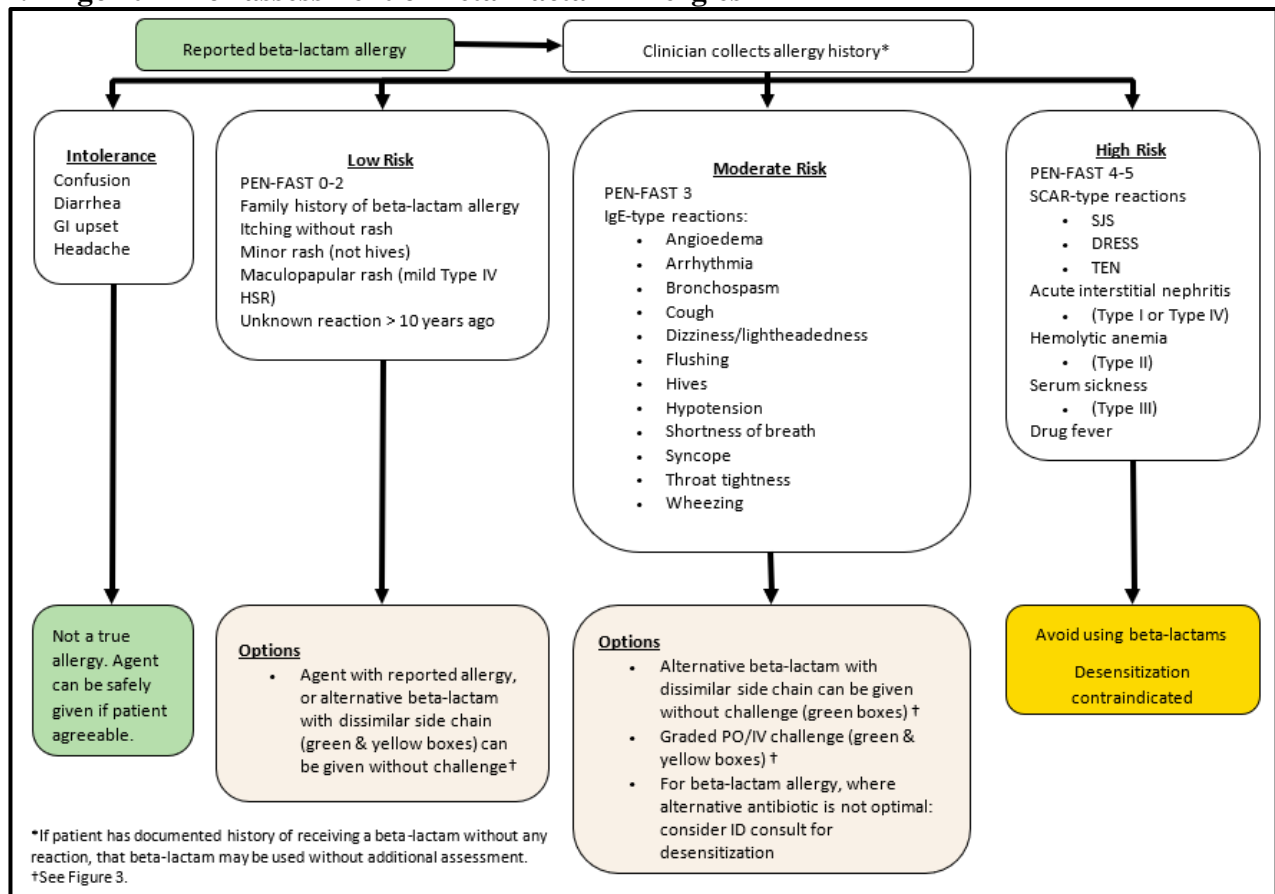 Reported beta-lactam allergy
Clinician collects allergy history*
Intolerance
Confusion
Diarrhea
GI upset
Headache
Low Risk
PEN-FAST 0-2
Family history of beta-lactam allergy
Itching without rash
Minor rash (not hives)
Maculopapular rash (mild Type IV
HSR)
Unknown reaction > 10 years ago
Moderate Risk
PEN-FAST 3
IgE-type reactions:
• Angioedema
• Arrhythmia
• Bronchospasm
• Cough
• Dizziness/lightheadedness
• Flushing
• Hives
• Hypotension
• Shortness of breath
• Syncope
• Throat tightness
• Wheezing
High Risk
PEN-FAST 4-5
SCAR-type reactions
• SJS
• DRESS
• TEN
Acute interstitial nephritis
• (Type I or Type IV)
Hemolytic anemia
• (Type II)
Serum sickness
• (Type III)
Drug fever
Not a true
allergy. Agent
can be safely
given if patient
agreeable.
Options
• Agent with reported allergy,
or alternative beta-lactam
with dissimilar side chain
(green & yellow boxes) can
be given without challenge†
Options
• Alternative beta-lactam with
dissimilar side chain can be given
without challenge (green boxes) †
• Graded PO/IV challenge (green &
yellow boxes) †
• For beta-lactam allergy, where
alternative antibiotic is not optimal:
consider ID consult for
desensitization
Avoid using beta-lactams
Desensitization
contraindicated
*If patient has documented history of receiving a beta-lactam without any
reaction, that beta-lactam may be used without additional assessment.
†See Figure 3.